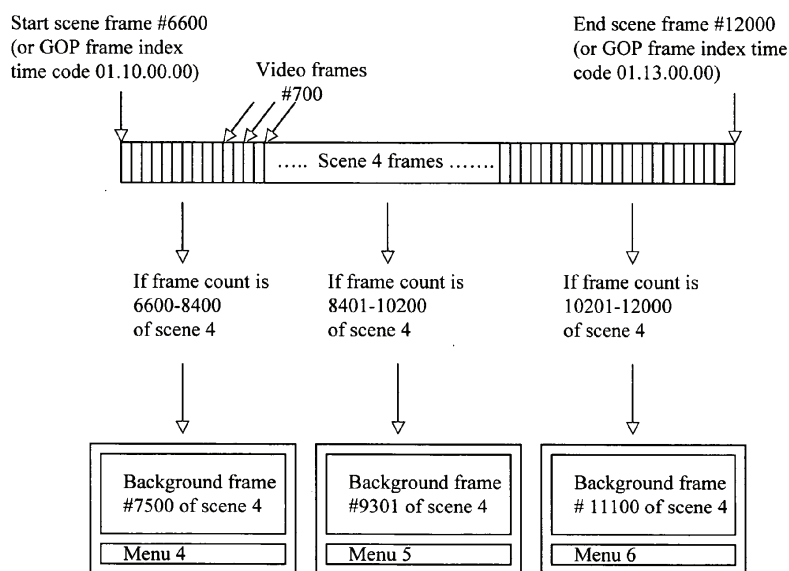 Start scene frame #6600
(or GOP frame index
time code 01.10.00.00)
Video frames
#700
End scene frame #12000
(or GOP frame index time
code 01.13.00.00)
..... Scene 4 frames .......
If frame count is
6600-8400
of scene 4
If frame count is
8401-10200
of scene 4
If frame count is
10201-12000
of scene 4
Background frame
#7500 of scene 4
Menu 4
Background frame
#9301 of scene 4
Menu 5
Background frame
# 11100 of scene 4
Menu 6